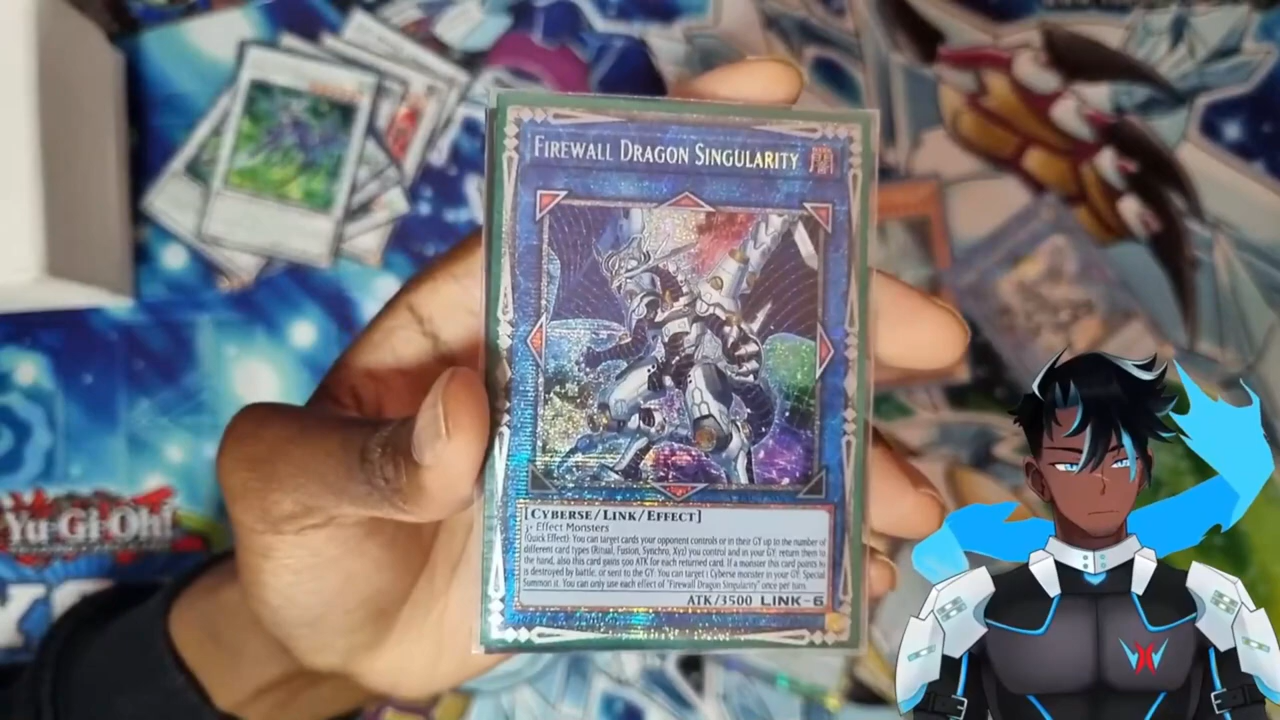 FIREWALL DRAGON SINGULARITY
[CYBERSE/LINK/EFFECT]
3+ Effect Monsters
(Quick Effect): You can target cards your opponent controls or in their GY up to the number of
different card types (Ritual, Fusion, Synchro, Xyz) you control and in your GY; return them to
the hand, also this card gains 500 ATK for each returned card. If a monster this card points to
is destroyed by battle, or sent to the GY: You can target 1 Cyberse monster in your GY; Special
Summon it. You can only use each effect of "Firewall Dragon Singularity" once per turn.
ATK/3500 LINK-6
Yu-Gi-Oh!